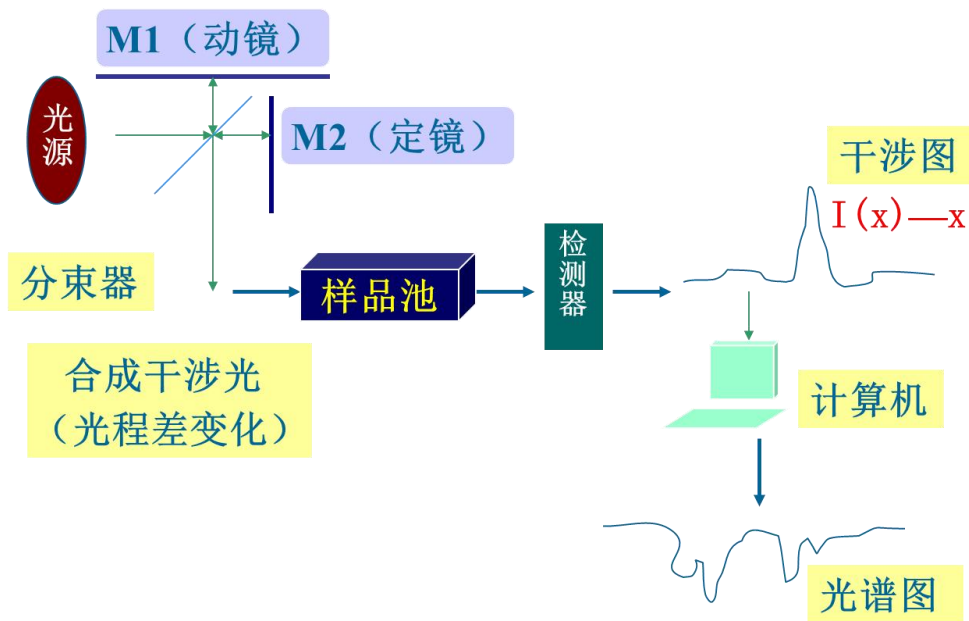 M1（动镜）
光源
M2（定镜）
干涉图
I(x)—x
检测器
分束器
样品池
合成干涉光
（光程差变化）
计算机
光谱图